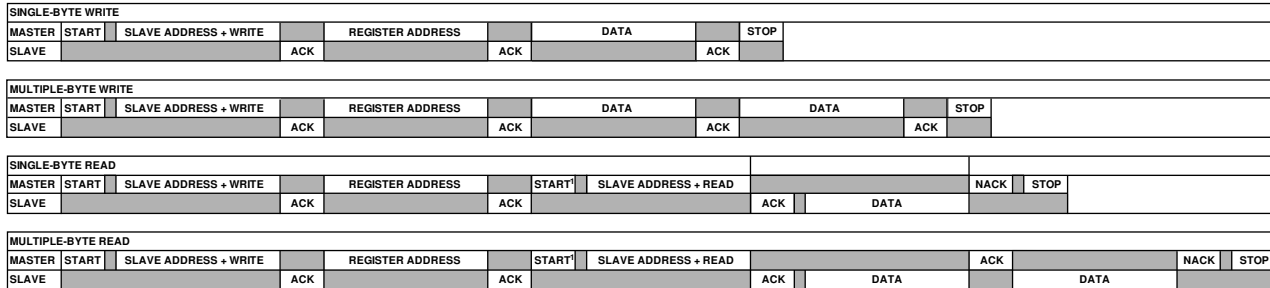 SINGLE-BYTE WRITE
MASTER START SLAVE ADDRESS + WRITE REGISTER ADDRESS DATA STOP
SLAVE ACK ACK ACK
MULTIPLE-BYTE WRITE
MASTER START SLAVE ADDRESS + WRITE REGISTER ADDRESS DATA DATA STOP
SLAVE ACK ACK ACK ACK
SINGLE-BYTE READ
MASTER START SLAVE ADDRESS + WRITE REGISTER ADDRESS START¹ SLAVE ADDRESS + READ NACK STOP
SLAVE ACK ACK ACK DATA
MULTIPLE-BYTE READ
MASTER START SLAVE ADDRESS + WRITE REGISTER ADDRESS START¹ SLAVE ADDRESS + READ ACK NACK STOP
SLAVE ACK ACK ACK DATA DATA